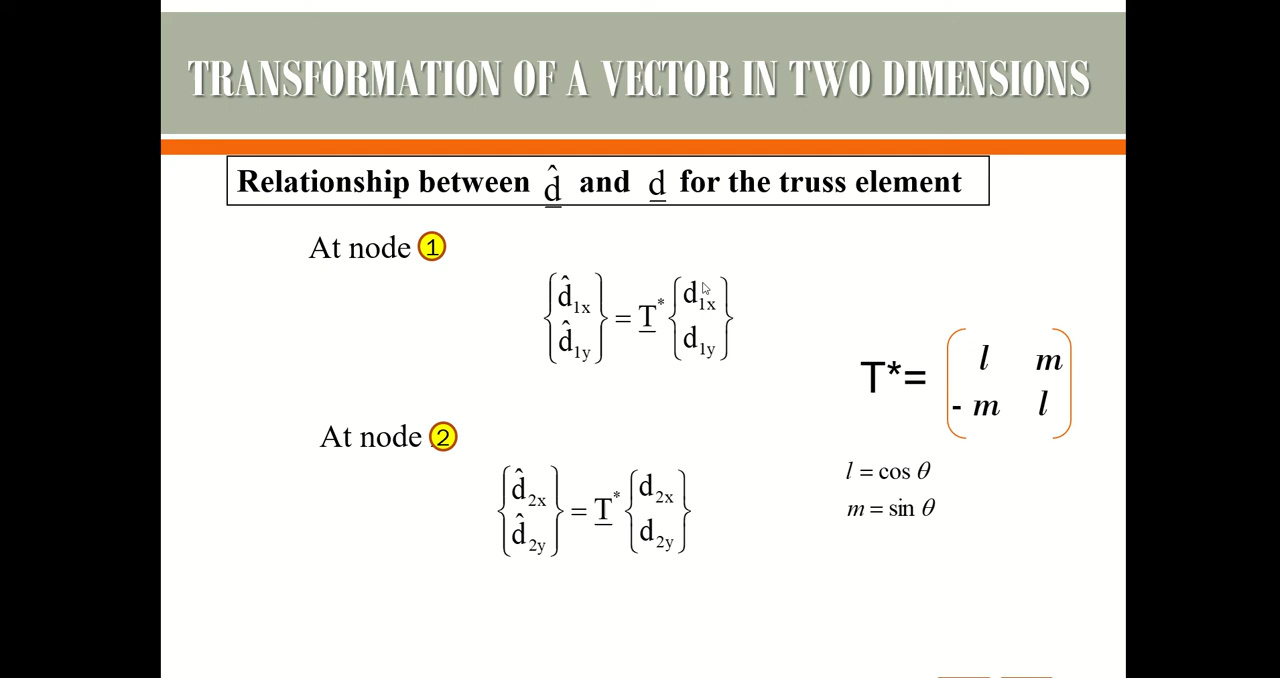 TRANSFORMATION OF A VECTOR IN TWO DIMENSIONS
Relationship between d̂ and d for the truss element
At node 1
{d̂1x d̂1y} = T* {d1x d1y}
T*= ( l m
- m l )
At node 2
{d̂2x d̂2y} = T* {d2x d2y}
l = cos θ
m = sin θ